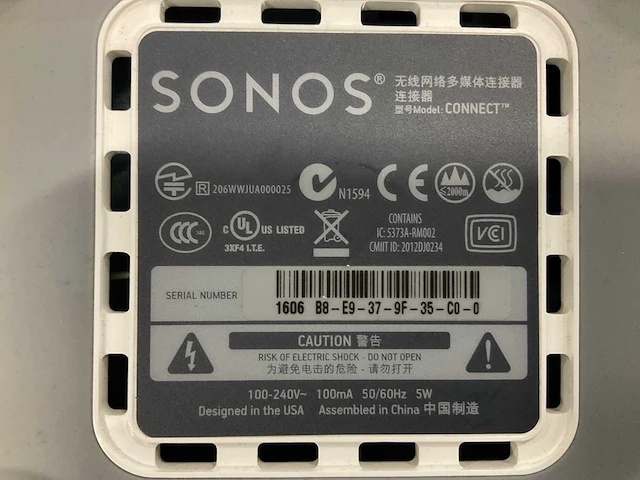 SONOS® 无线网络多媒体连接器
连接器
型号Model: CONNECT™
R 206WWJUA000025 N1594 CE ≤2000m
CCC S&E C UL US LISTED
3XF4 I.T.E.
CONTAINS
IC: 5373A-RM002
CMIIT ID: 2012DJ0234
VCCI
SERIAL NUMBER
1606 B8-E9-37-9F-35-C0-0
CAUTION 警告
RISK OF ELECTRIC SHOCK - DO NOT OPEN
为避免电击的危险 - 请勿打开
100-240V~ 100mA 50/60Hz 5W
Designed in the USA Assembled in China 中国制造